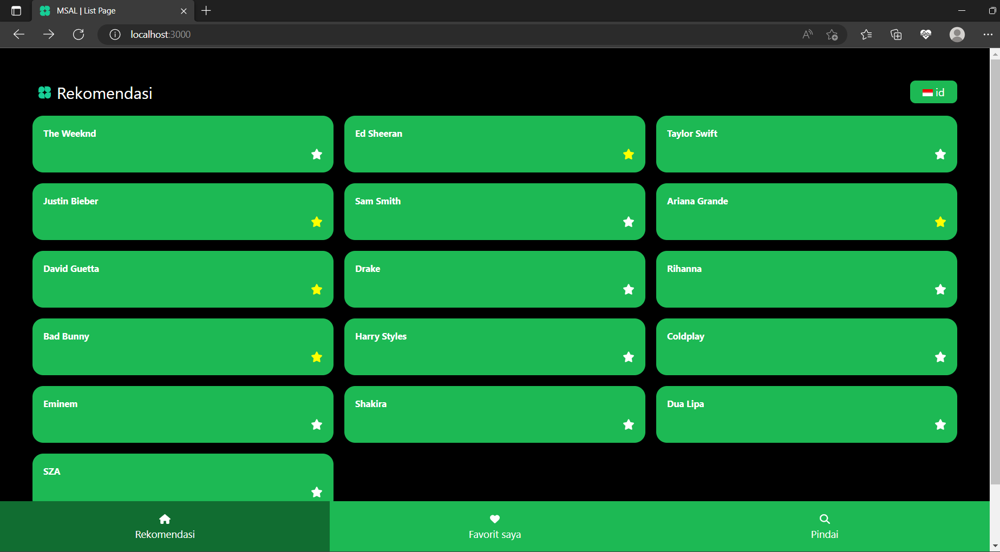 MSAL | List Page
localhost:3000
Rekomendasi
id
The Weeknd
Ed Sheeran
Taylor Swift
Justin Bieber
Sam Smith
Ariana Grande
David Guetta
Drake
Rihanna
Bad Bunny
Harry Styles
Coldplay
Eminem
Shakira
Dua Lipa
SZA
Rekomendasi
Favorit saya
Pindai